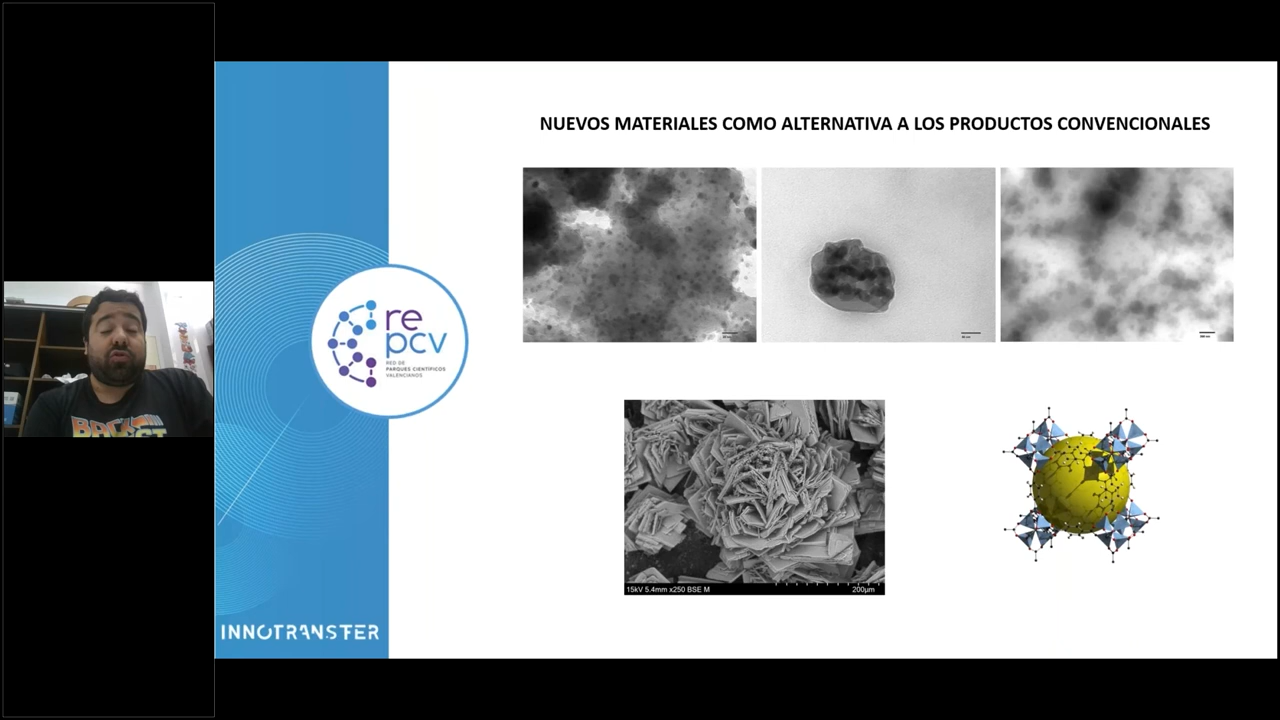 NUEVOS MATERIALES COMO ALTERNATIVA A LOS PRODUCTOS CONVENCIONALES
re
pcv
RED DE
PARQUES CIENTÍFICOS
VALENCIANOS
15kV 5.4mm x250 BSE M
200µm
INNOTRANSFER